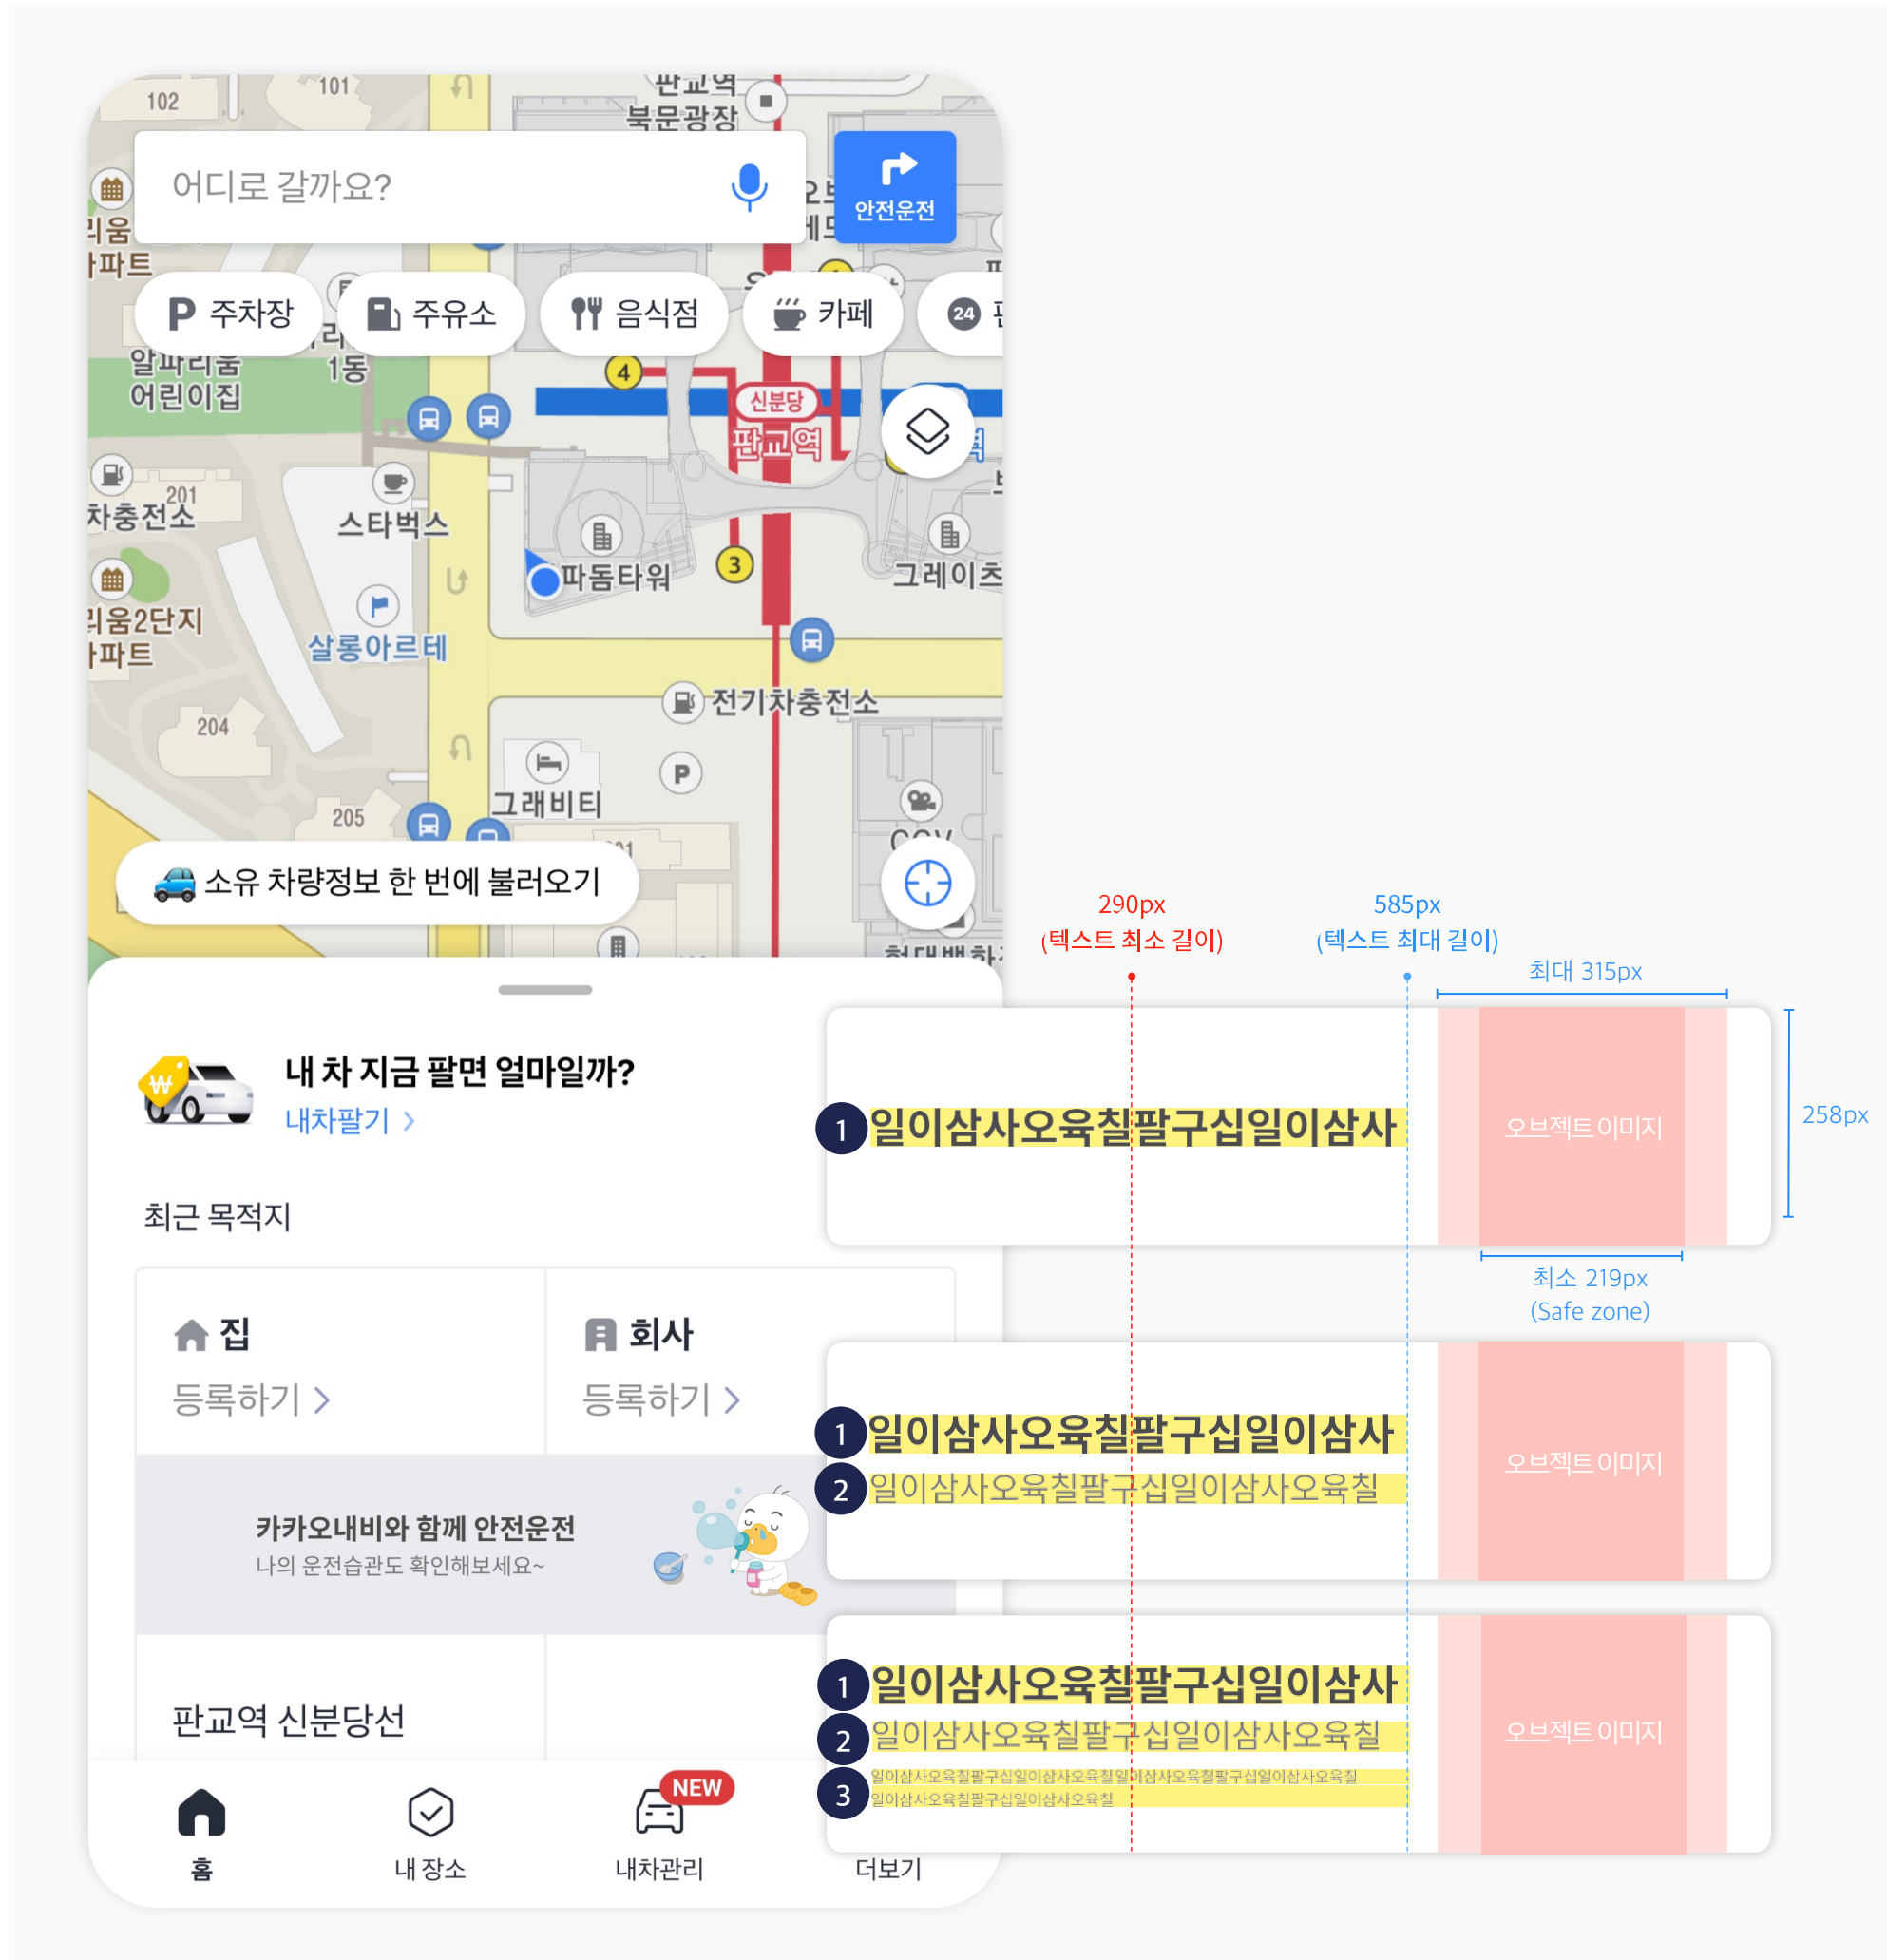 102
101
판교역
북문광장
어디로 갈까요?
안전운전
리움
파트
P 주차장
주유소
음식점
카페
24
알파리움
어린이집
1동
4
신분당
판교역
201
차충전소
스타벅스
파돔타워
3
그레이츠
리움2단지
파트
살롱아르테
전기차충전소
204
P
그래비티
205
CGV
소유 차량정보 한 번에 불러오기
현대백화
290px
(텍스트 최소 길이)
585px
(텍스트 최대 길이)
최대 315px
내 차 지금 팔면 얼마일까?
내차팔기 >
1 일이삼사오육칠팔구십일이삼사
오브젝트 이미지
258px
최근 목적지
최소 219px
(Safe zone)
집
회사
등록하기 >
등록하기 >
1 일이삼사오육칠팔구십일이삼사
2 일이삼사오육칠팔구십일이삼사오육칠
오브젝트 이미지
카카오내비와 함께 안전운전
나의 운전습관도 확인해보세요~
1 일이삼사오육칠팔구십일이삼사
2 일이삼사오육칠팔구십일이삼사오육칠
3 일이삼사오육칠팔구십일이삼사오육칠일이삼사오육칠팔구십일이삼사오육칠
일이삼사오육칠팔구십일이삼사오육칠
오브젝트 이미지
판교역 신분당선
NEW
홈
내 장소
내차관리
더보기